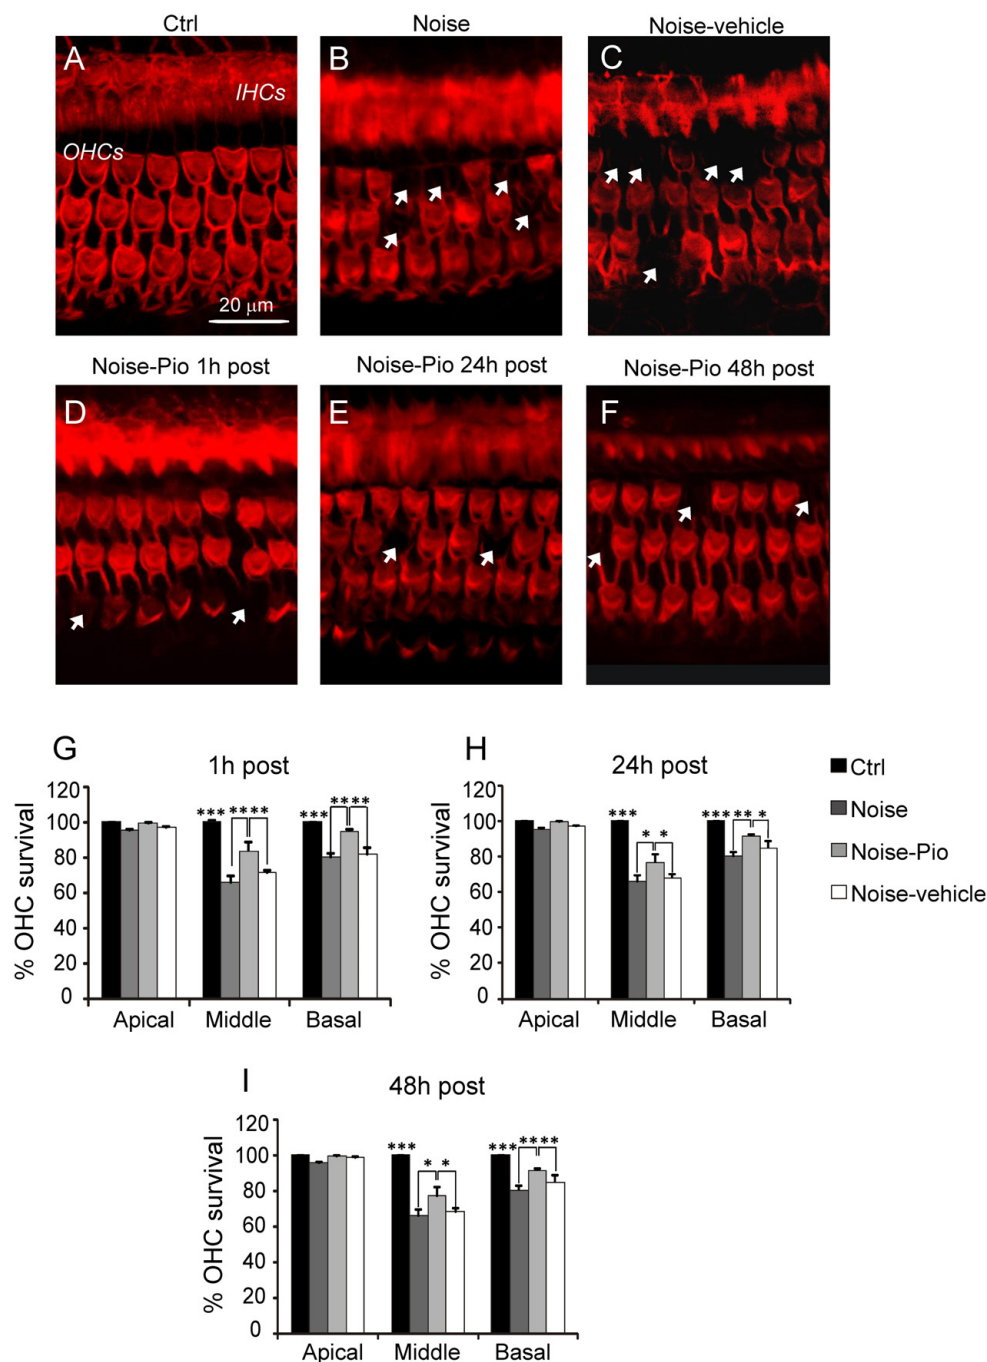 Ctrl
Noise
Noise-vehicle
A
B
C
IHCs
OHCs
20 μm
Noise-Pio 1h post
Noise-Pio 24h post
Noise-Pio 48h post
D
E
F
G
1h post
% OHC survival
120
100
80
60
40
20
0
*** **** 
*** ****
Apical Middle Basal
H
24h post
% OHC survival
120
100
80
60
40
20
0
*** * *
*** ** *
Apical Middle Basal
Ctrl
Noise
Noise-Pio
Noise-vehicle
I
48h post
% OHC survival
120
100
80
60
40
20
0
*** * *
*** ****
Apical Middle Basal